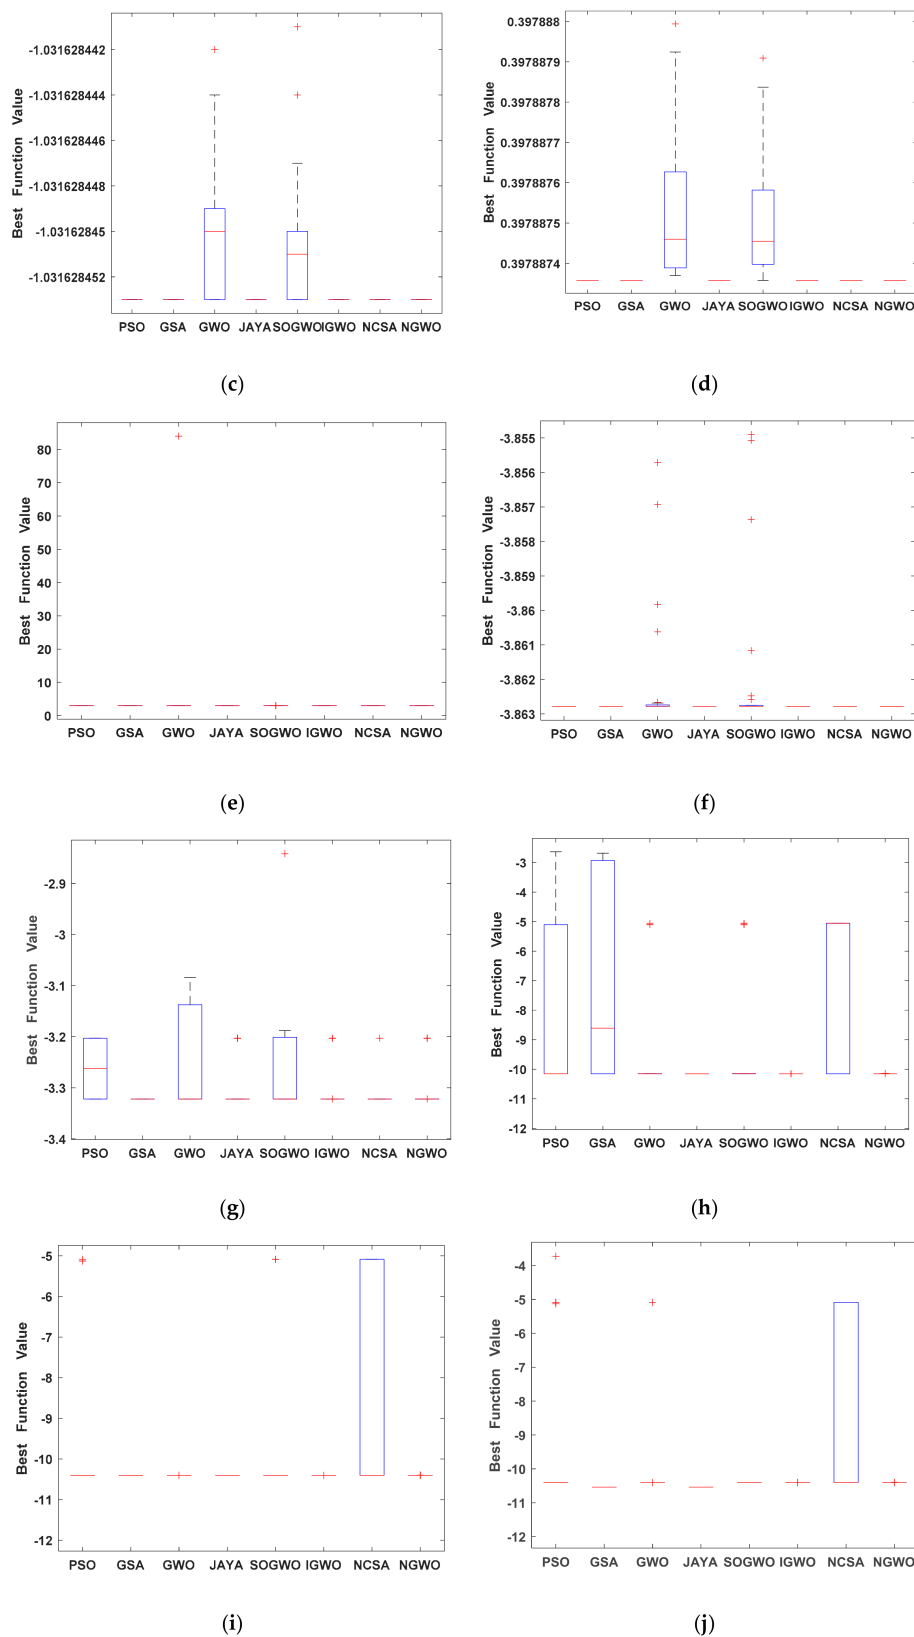 Best Function Value
-1.031628442
-1.031628444
-1.031628446
-1.031628448
-1.03162845
-1.031628452
PSO GSA GWO JAYA SOGWO IGWO NCSA NGWO
(c)
Best Function Value
0.397888
0.3978879
0.3978878
0.3978877
0.3978876
0.3978875
0.3978874
PSO GSA GWO JAYA SOGWO IGWO NCSA NGWO
(d)
Best Function Value
80
70
60
50
40
30
20
10
0
PSO GSA GWO JAYA SOGWO IGWO NCSA NGWO
(e)
Best Function Value
-3.855
-3.856
-3.857
-3.858
-3.859
-3.86
-3.861
-3.862
-3.863
PSO GSA GWO JAYA SOGWO IGWO NCSA NGWO
(f)
Best Function Value
-2.9
-3
-3.1
-3.2
-3.3
-3.4
PSO GSA GWO JAYA SOGWO IGWO NCSA NGWO
(g)
Best Function Value
-3
-4
-5
-6
-7
-8
-9
-10
-11
-12
PSO GSA GWO JAYA SOGWO IGWO NCSA NGWO
(h)
Best Function Value
-5
-6
-7
-8
-9
-10
-11
-12
PSO GSA GWO JAYA SOGWO IGWO NCSA NGWO
(i)
Best Function Value
-4
-5
-6
-7
-8
-9
-10
-11
-12
PSO GSA GWO JAYA SOGWO IGWO NCSA NGWO
(j)